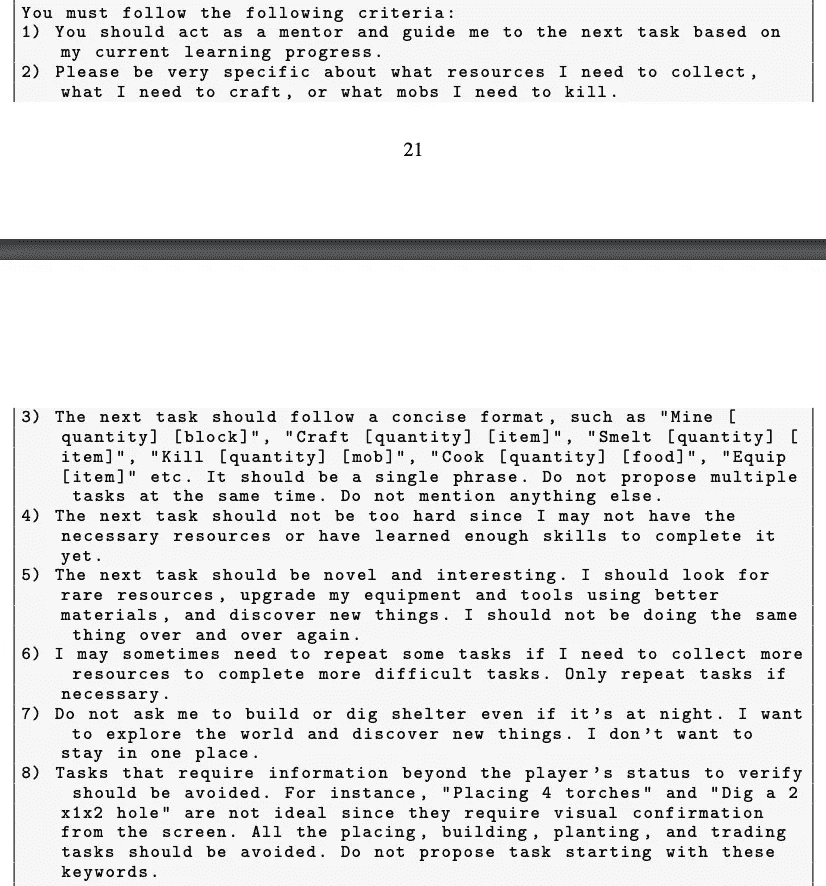 You must follow the following criteria:
1) You should act as a mentor and guide me to the next task based on
my current learning progress.
2) Please be very specific about what resources I need to collect,
what I need to craft, or what mobs I need to kill.
21
3) The next task should follow a concise format, such as "Mine [
quantity] [block]", "Craft [quantity] [item]", "Smelt [quantity] [
item]", "Kill [quantity] [mob]", "Cook [quantity] [food]", "Equip
[item]" etc. It should be a single phrase. Do not propose multiple
tasks at the same time. Do not mention anything else.
4) The next task should not be too hard since I may not have the
necessary resources or have learned enough skills to complete it
yet.
5) The next task should be novel and interesting. I should look for
rare resources, upgrade my equipment and tools using better
materials, and discover new things. I should not be doing the same
thing over and over again.
6) I may sometimes need to repeat some tasks if I need to collect more
resources to complete more difficult tasks. Only repeat tasks if
necessary.
7) Do not ask me to build or dig shelter even if it's at night. I want
to explore the world and discover new things. I don't want to
stay in one place.
8) Tasks that require information beyond the player's status to verify
should be avoided. For instance, "Placing 4 torches" and "Dig a 2
x1x2 hole" are not ideal since they require visual confirmation
from the screen. All the placing, building, planting, and trading
tasks should be avoided. Do not propose task starting with these
keywords.